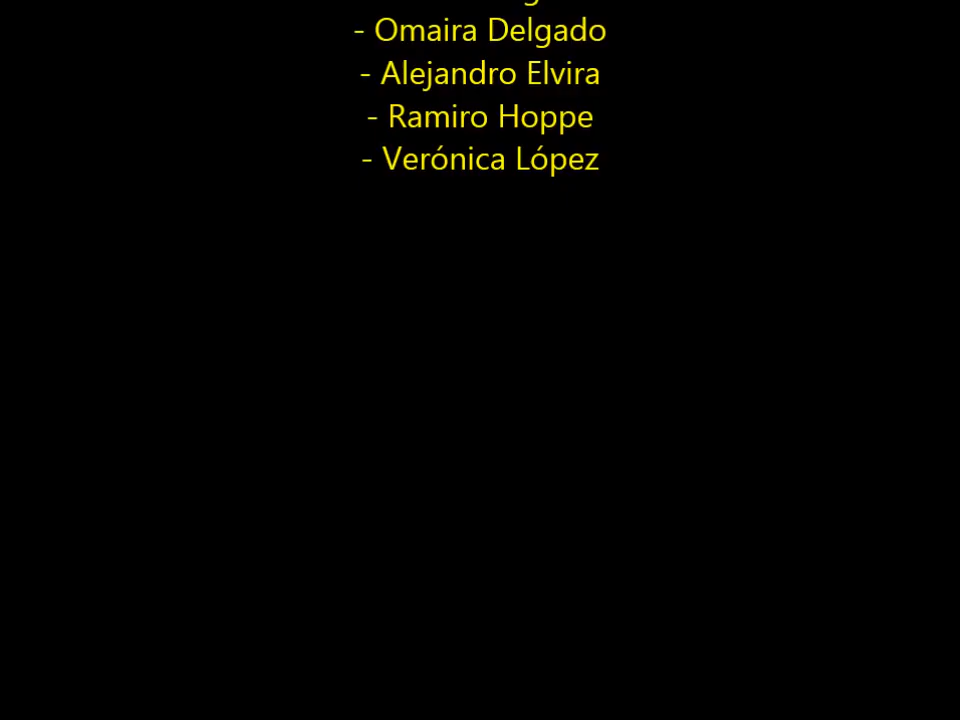 - Omaira Delgado
- Alejandro Elvira
- Ramiro Hoppe
- Verónica López